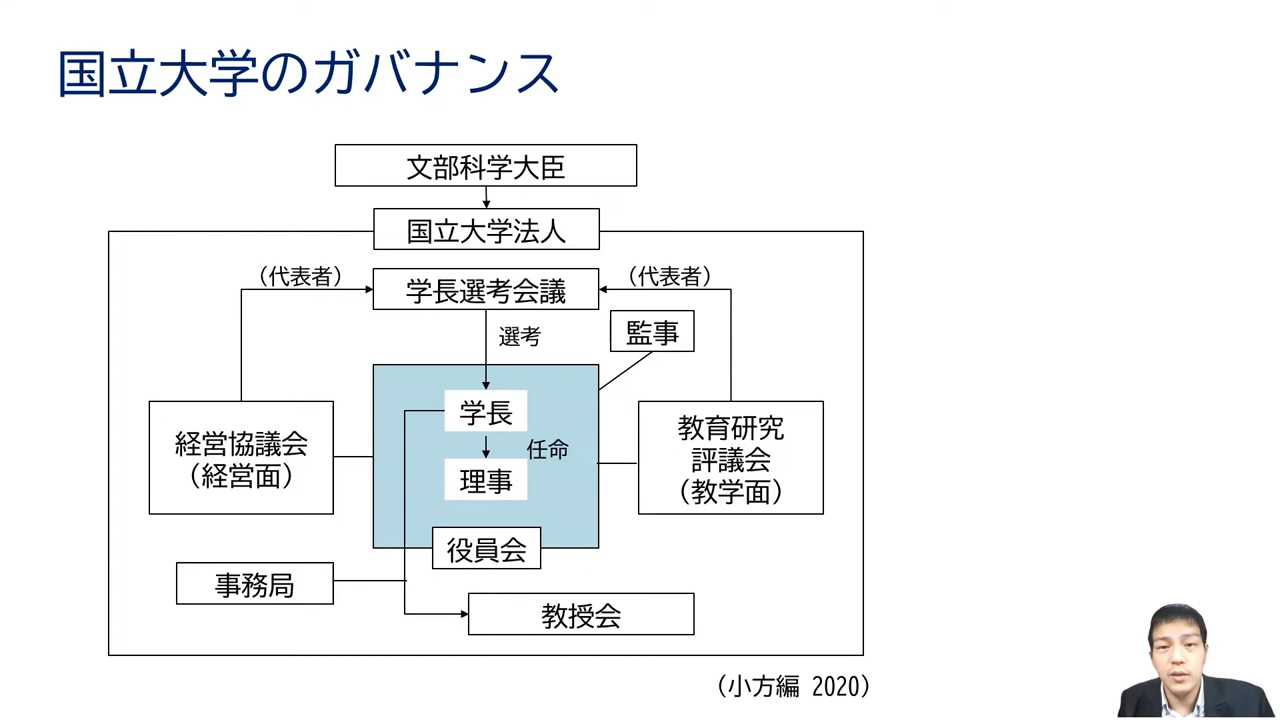 国立大学のガバナンス
文部科学大臣
国立大学法人
（代表者）
学長選考会議
（代表者）
選考
監事
学長
任命
理事
経営協議会
（経営面）
教育研究
評議会
（教学面）
役員会
事務局
教授会
（小方編 2020）